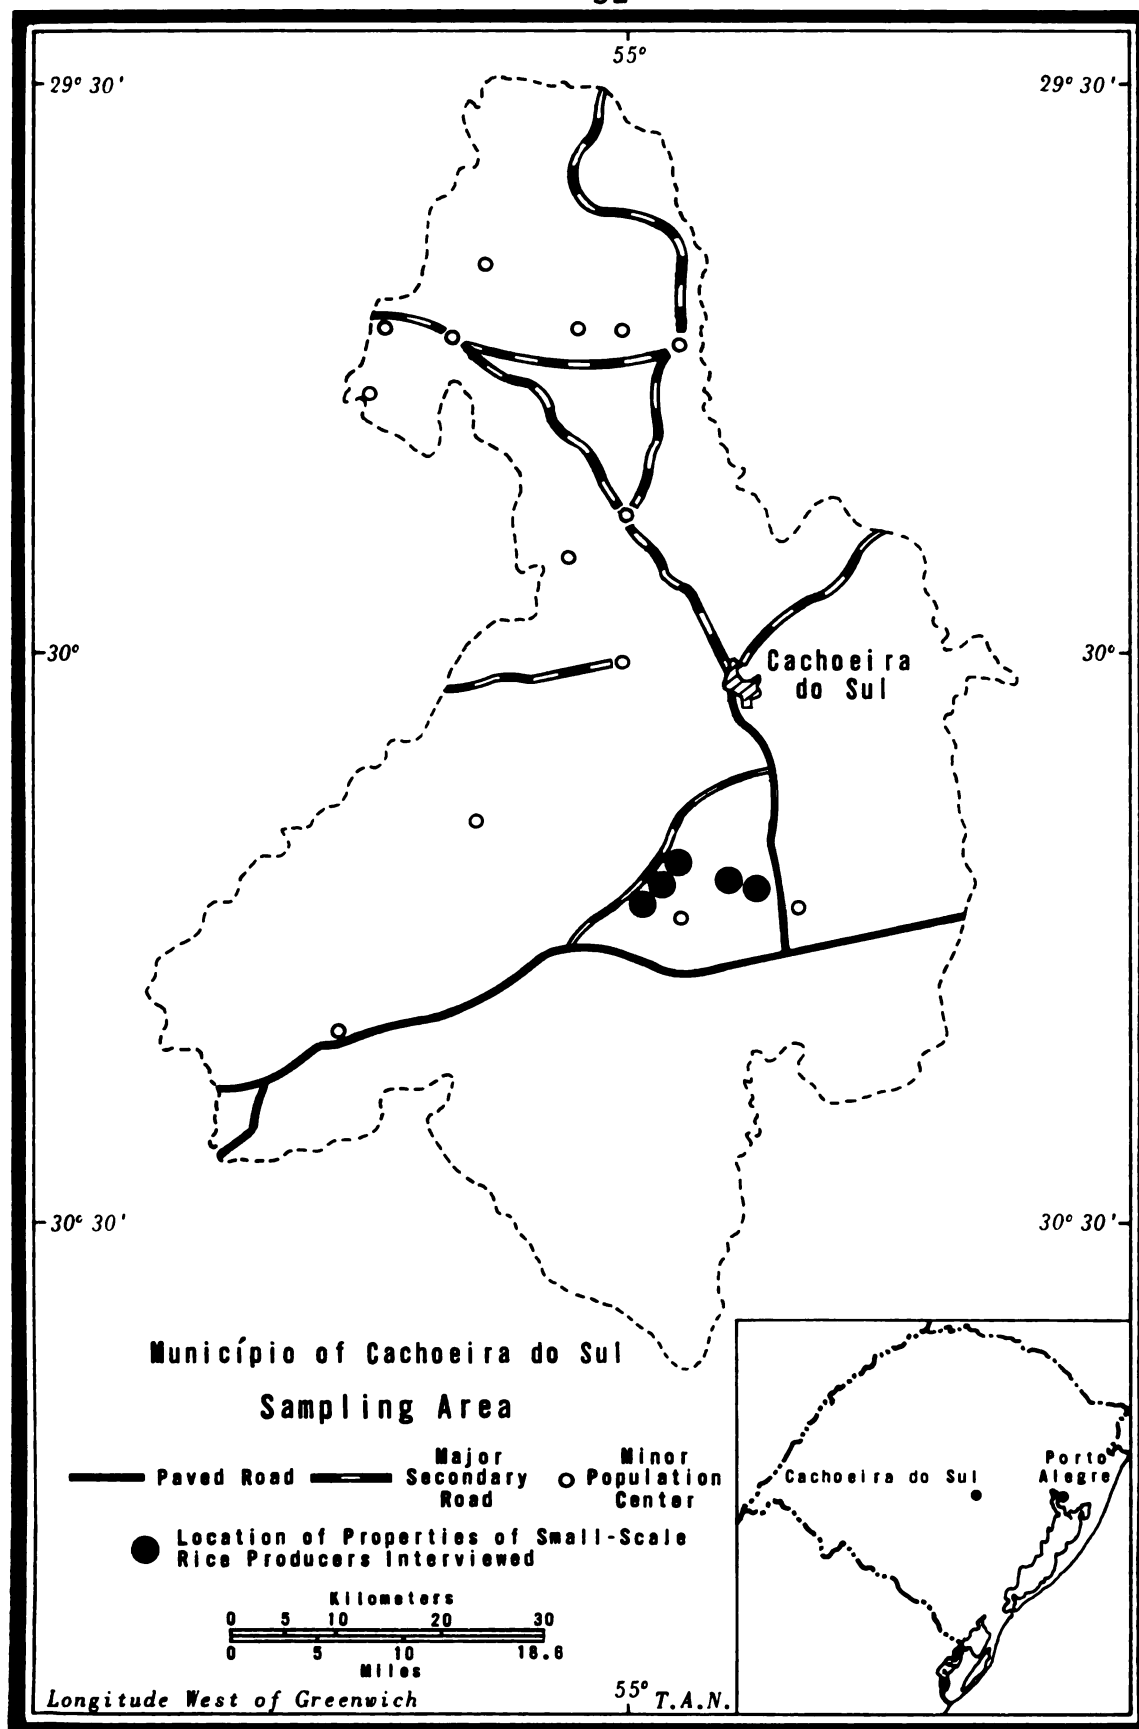 55°
29° 30' 29° 30'
30° 30°
Cachoeira
do Sul
30° 30' 30° 30'
Município of Cachoeira do Sul
Sampling Area
Paved Road
Major
Secondary
Road
Minor
Population
Center
Location of Properties of Small-Scale
Rice Producers Interviewed
Kilometers
0 5 10 20 30
0 5 10 18.6
Miles
Cachoeira do Sul
Porto
Alegre
Longitude West of Greenwich 55° T.A.N.